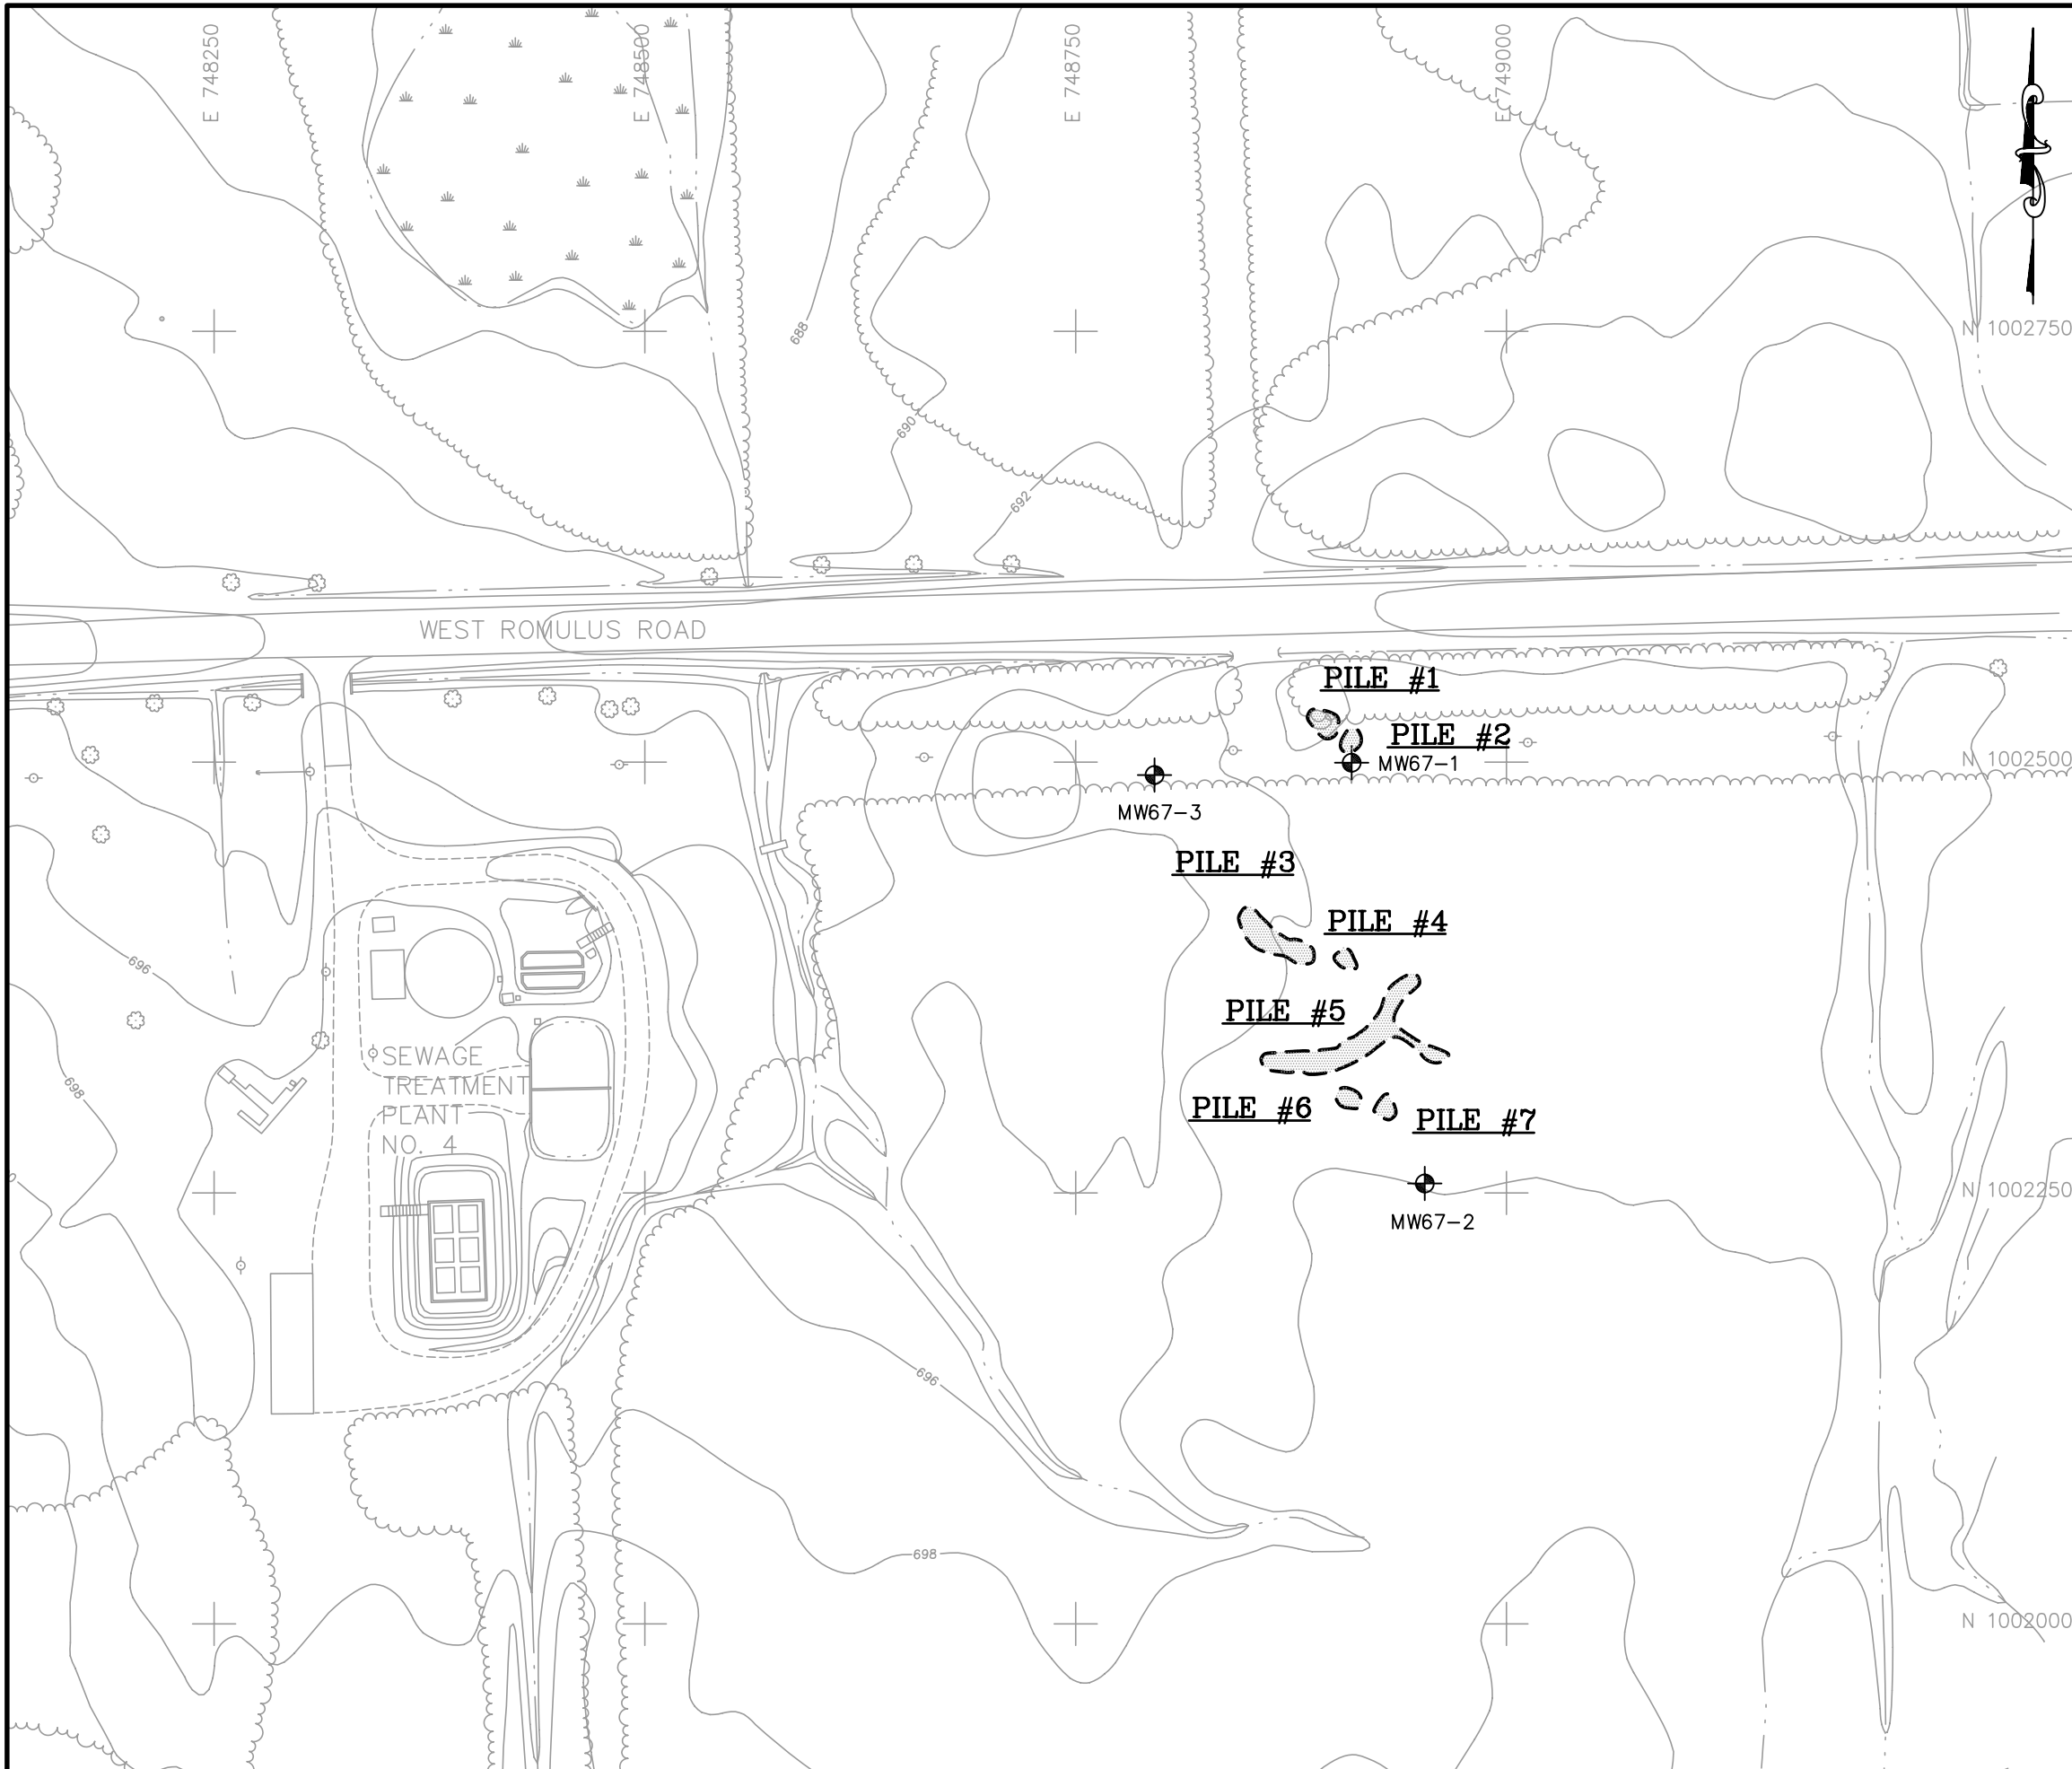 E 748250
E 748500
E 748750
E 749000
688
N 1002750
690
692
WEST ROMULUS ROAD
PILE #1
PILE #2
N 1002500
MW67-1
MW67-3
PILE #3
PILE #4
696
PILE #5
SEWAGE
TREATMENT
PLANT
NO. 4
698
PILE #6
PILE #7
N 1002250
MW67-2
696
698
N 1002000